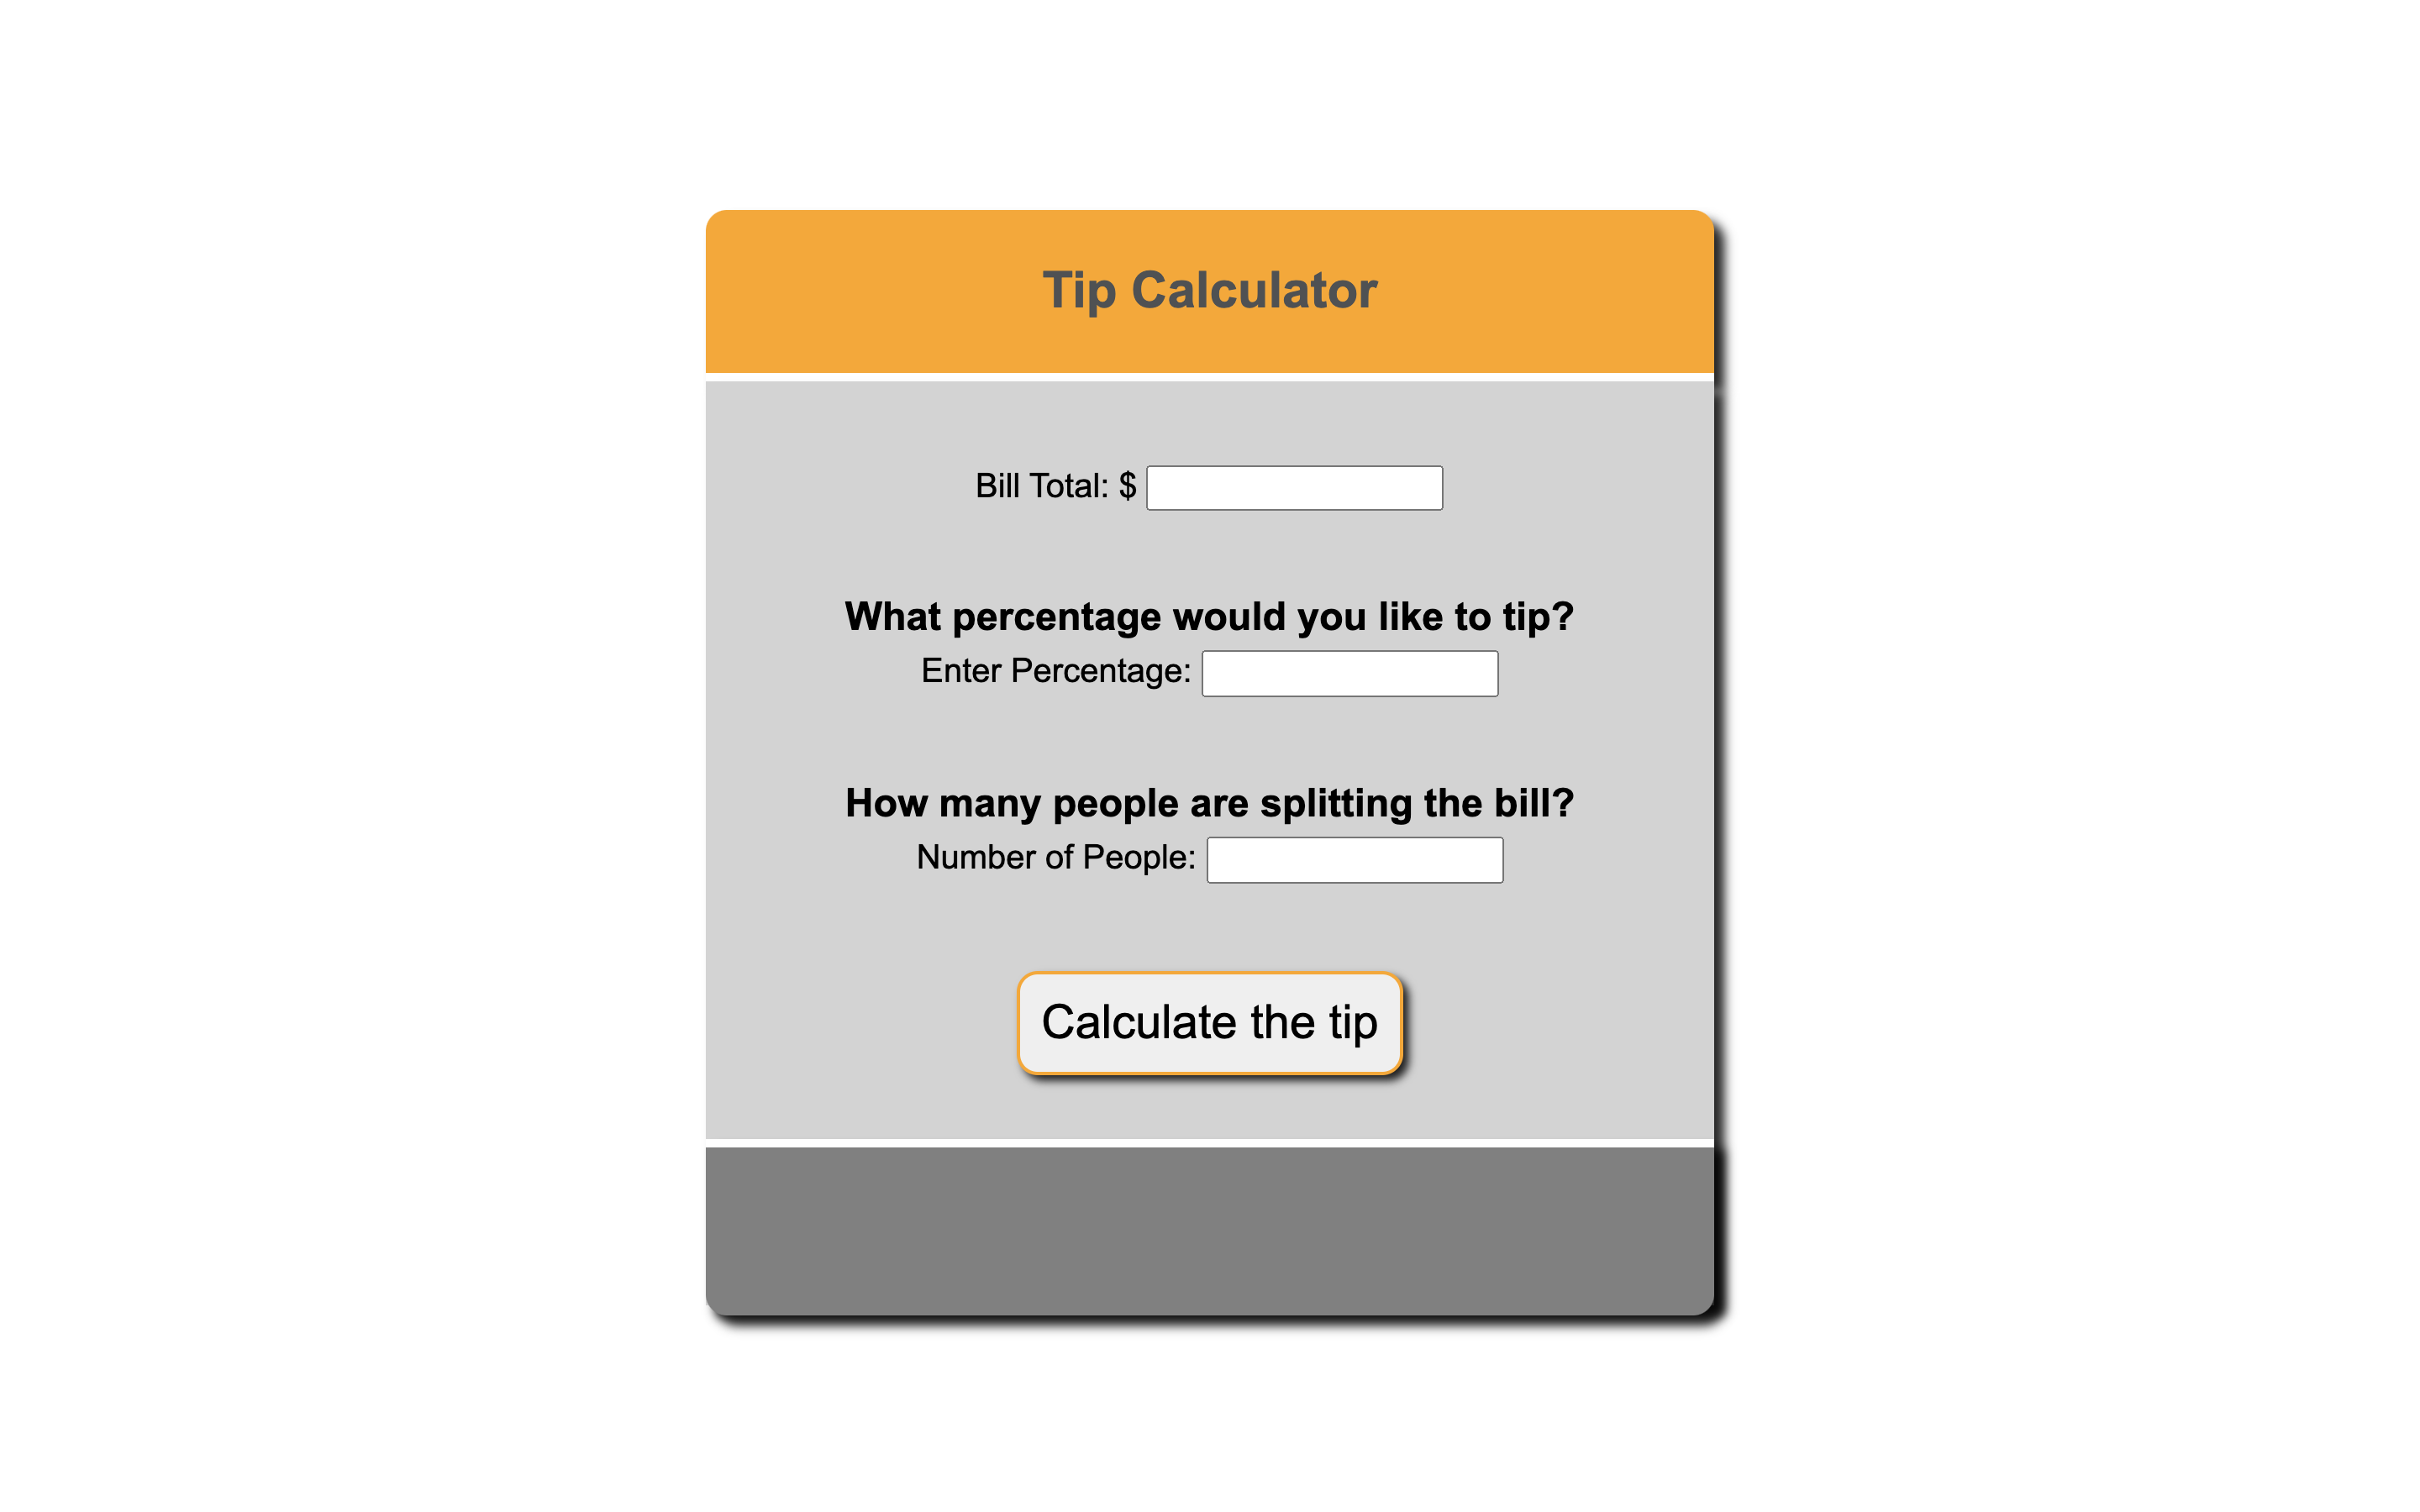 Tip Calculator
Bill Total: $
What percentage would you like to tip?
Enter Percentage:
How many people are splitting the bill?
Number of People:
Calculate the tip